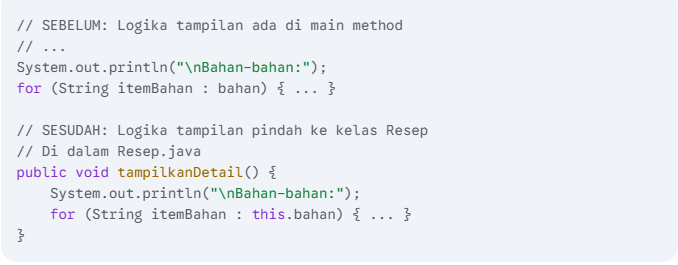 // SEBELUM: Logika tampilan ada di main method
// ...
System.out.println("\nBahan-bahan:");
for (String itemBahan : bahan) { ... }
// SESUDAH: Logika tampilan pindah ke kelas Resep
// Di dalam Resep.java
public void tampilkanDetail() {
    System.out.println("\nBahan-bahan:");
    for (String itemBahan : this.bahan) { ... }
}